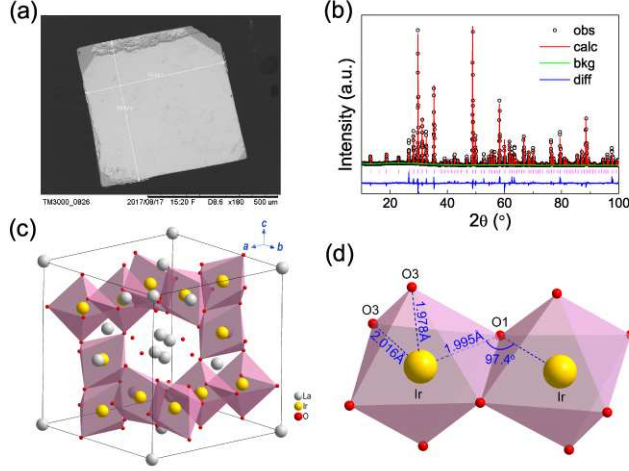 (a)
TM3000_0826
2017/08/17
15:20 F
D8.6 x180
500 um
(b)
obs
calc
bkg
diff
Intensity (a.u.)
20
40
60
80
100
2θ (°)
(c)
c
a
b
La
Ir
O
(d)
O3
O3
O1
1.978Å
1.995Å
2.016Å
97.4°
Ir
Ir